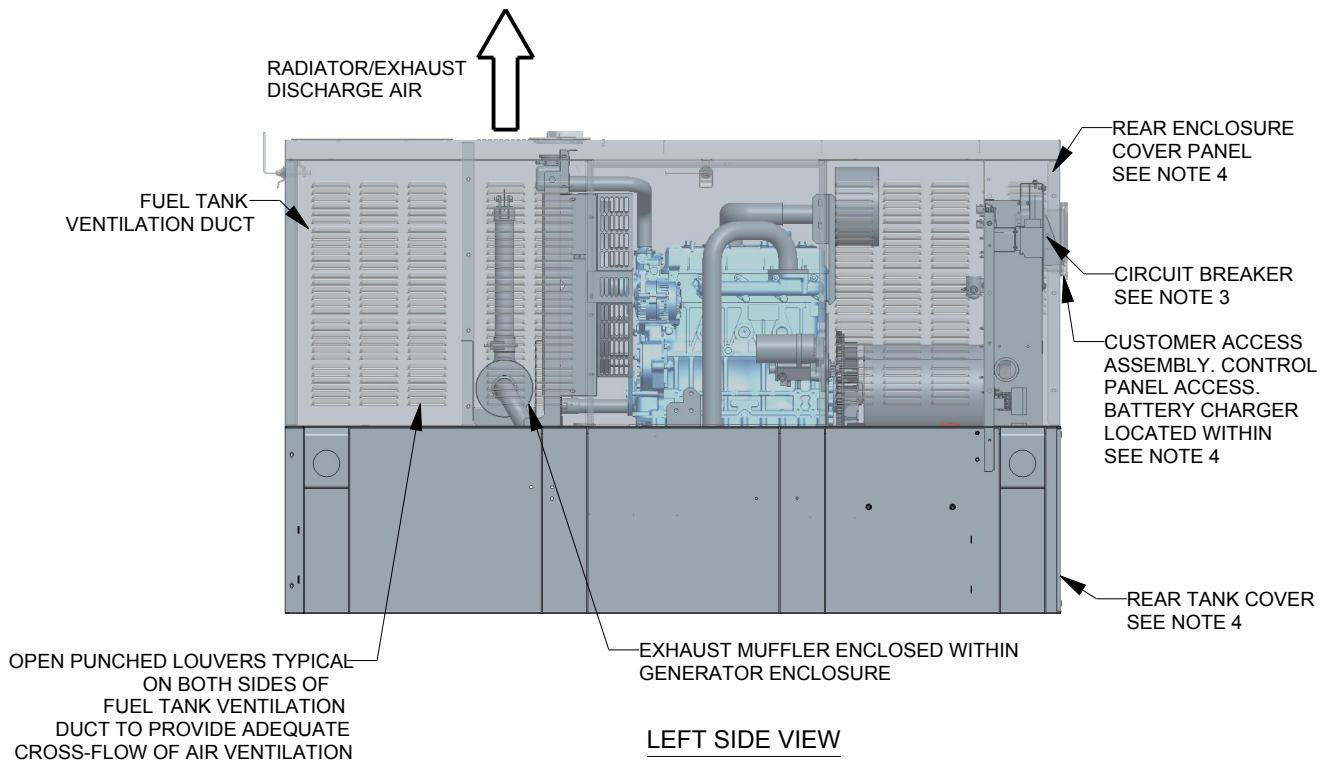 RADIATOR/EXHAUST
DISCHARGE AIR
REAR ENCLOSURE
COVER PANEL
SEE NOTE 4
FUEL TANK
VENTILATION DUCT
CIRCUIT BREAKER
SEE NOTE 3
CUSTOMER ACCESS
ASSEMBLY. CONTROL
PANEL ACCESS.
BATTERY CHARGER
LOCATED WITHIN
SEE NOTE 4
REAR TANK COVER
SEE NOTE 4
EXHAUST MUFFLER ENCLOSED WITHIN
GENERATOR ENCLOSURE
OPEN PUNCHED LOUVERS TYPICAL
ON BOTH SIDES OF
FUEL TANK VENTILATION
DUCT TO PROVIDE ADEQUATE
CROSS-FLOW OF AIR VENTILATION
LEFT SIDE VIEW